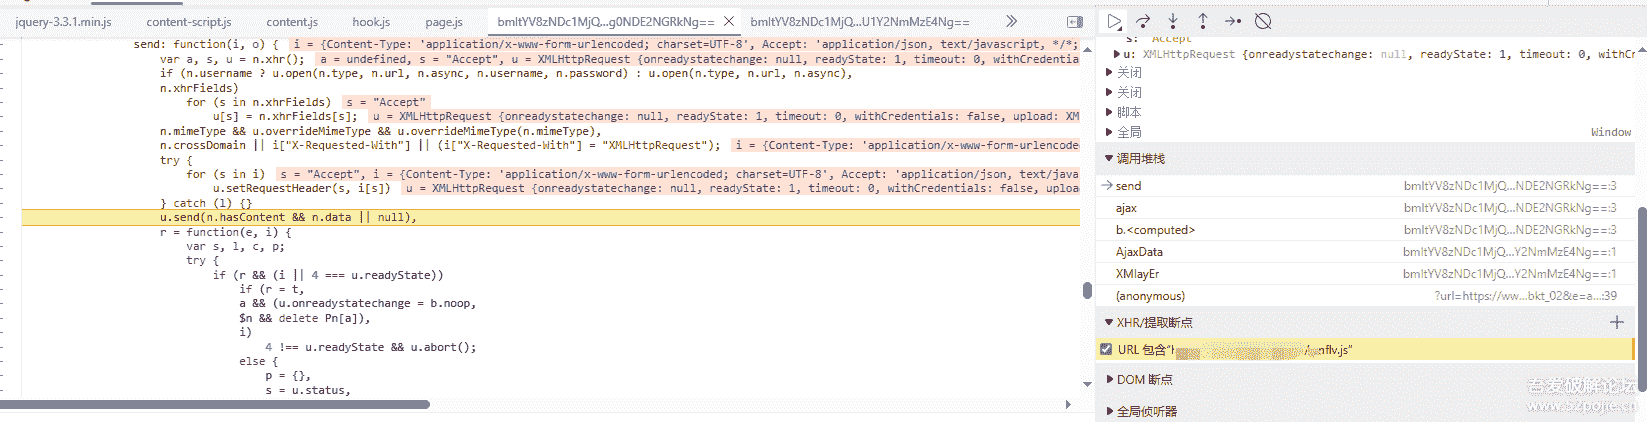 jquery-3.3.1.min.js content-script.js content.js hook.js page.js bmltYV8zNDc1MjQ...g0NDE2NGRkNg== bmltYV8zNDc1MjQ...U1Y2NmMzE4Ng==
send: function(i, o) { i = {Content-Type: 'application/x-www-form-urlencoded; charset=UTF-8', Accept: 'application/json, text/javascript, */*;
var a, s, u = n.xhr(); a = undefined, s = "Accept", u = XMLHttpRequest {onreadystatechange: null, readyState: 1, timeout: 0, withCredentia
if (n.username ? u.open(n.type, n.url, n.async, n.username, n.password) : u.open(n.type, n.url, n.async),
n.xhrFields)
for (s in n.xhrFields) s = "Accept"
u[s] = n.xhrFields[s]; u = XMLHttpRequest {onreadystatechange: null, readyState: 1, timeout: 0, withCredentials: false, upload: XM
n.mimeType && u.overrideMimeType && u.overrideMimeType(n.mimeType),
n.crossDomain || i["X-Requested-With"] || (i["X-Requested-With"] = "XMLHttpRequest"); i = {Content-Type: 'application/x-www-form-urlencode
try {
for (s in i) s = "Accept", i = {Content-Type: 'application/x-www-form-urlencoded; charset=UTF-8', Accept: 'application/json, text/java
u.setRequestHeader(s, i[s]) u = XMLHttpRequest {onreadystatechange: null, readyState: 1, timeout: 0, withCredentials: false, uploa
} catch (l) {}
u.send(n.hasContent && n.data || null),
r = function(e, i) {
var s, l, c, p;
try {
if (r && (i || 4 === u.readyState))
if (r = t,
a && (u.onreadystatechange = b.noop,
$n && delete Pn[a]),
i)
4 !== u.readyState && u.abort();
else {
p = {},
s = u.status,
s: "Accept"
u: XMLHttpRequest {onreadystatechange: null, readyState: 1, timeout: 0, withCr
关闭
关闭
脚本
全局 Window
调用堆栈
send bmltYV8zNDc1MjQ...NDE2NGRkNg==:3
ajax bmltYV8zNDc1MjQ...NDE2NGRkNg==:3
b.<computed> bmltYV8zNDc1MjQ...NDE2NGRkNg==:3
AjaxData bmltYV8zNDc1MjQ...Y2NmMzE4Ng==:1
XMlayEr bmltYV8zNDc1MjQ...Y2NmMzE4Ng==:1
(anonymous) ?url=https://ww...bkt_02&e=a...:39
XHR/提取断点
URL 包含"
DOM 断点
全局侦听器
吾爱破解论坛
www.52pojie.cn